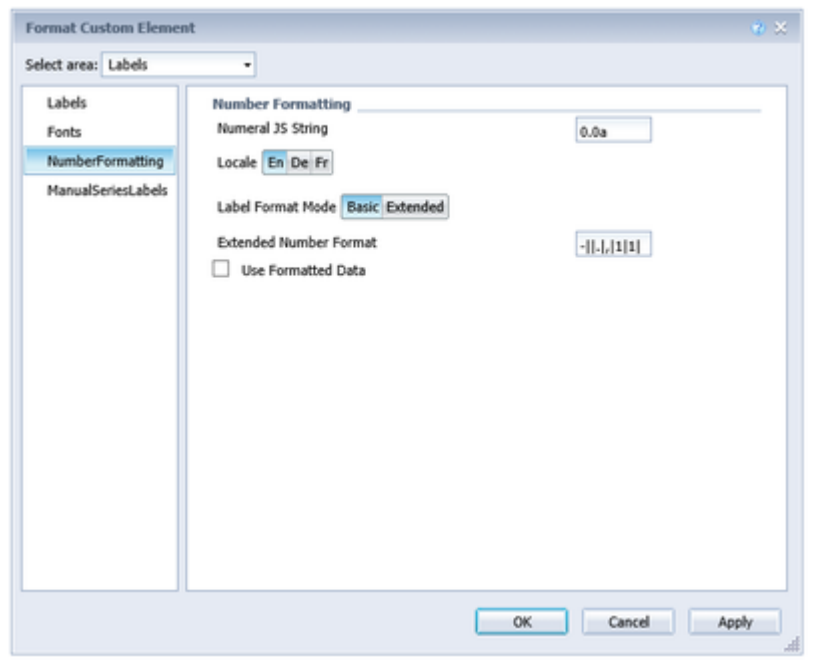 Format Custom Element
Select area: Labels
Labels
Fonts
NumberFormatting
ManualSeriesLabels
Number Formatting
Numeral JS String 0.0a
Locale En De Fr
Label Format Mode Basic Extended
Extended Number Format -||.|,|1|1|
Use Formatted Data
OK Cancel Apply